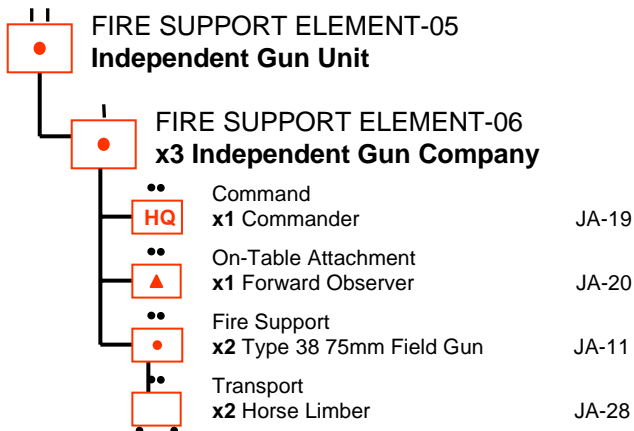 FIRE SUPPORT ELEMENT-05
Independent Gun Unit
FIRE SUPPORT ELEMENT-06
x3 Independent Gun Company
Command
HQ x1 Commander JA-19
On-Table Attachment
x1 Forward Observer JA-20
Fire Support
x2 Type 38 75mm Field Gun JA-11
Transport
x2 Horse Limber JA-28